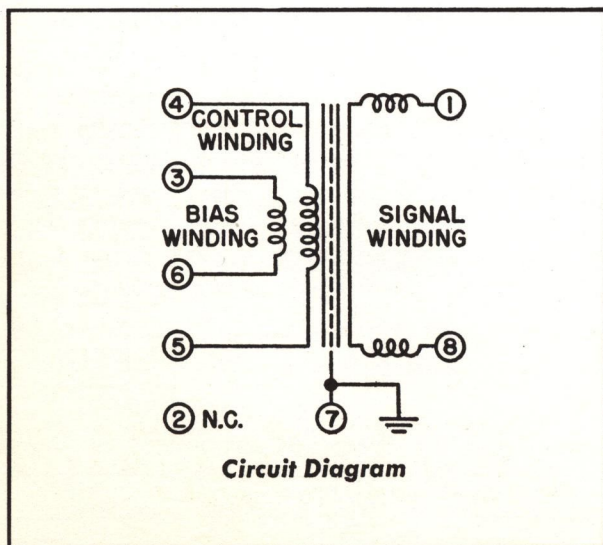 4
CONTROL
WINDING
1
3
BIAS
WINDING
SIGNAL
WINDING
6
5
8
2 N.C.
7
Circuit Diagram